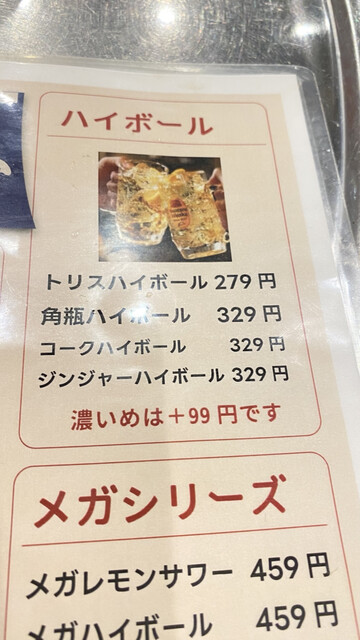 ハイボール
トリスハイボール 279 円
角瓶ハイボール 329 円
コークハイボール 329 円
ジンジャーハイボール 329 円
濃いめは＋99 円です
メガシリーズ
メガレモンサワー 459 円
メガハイボール 459 円